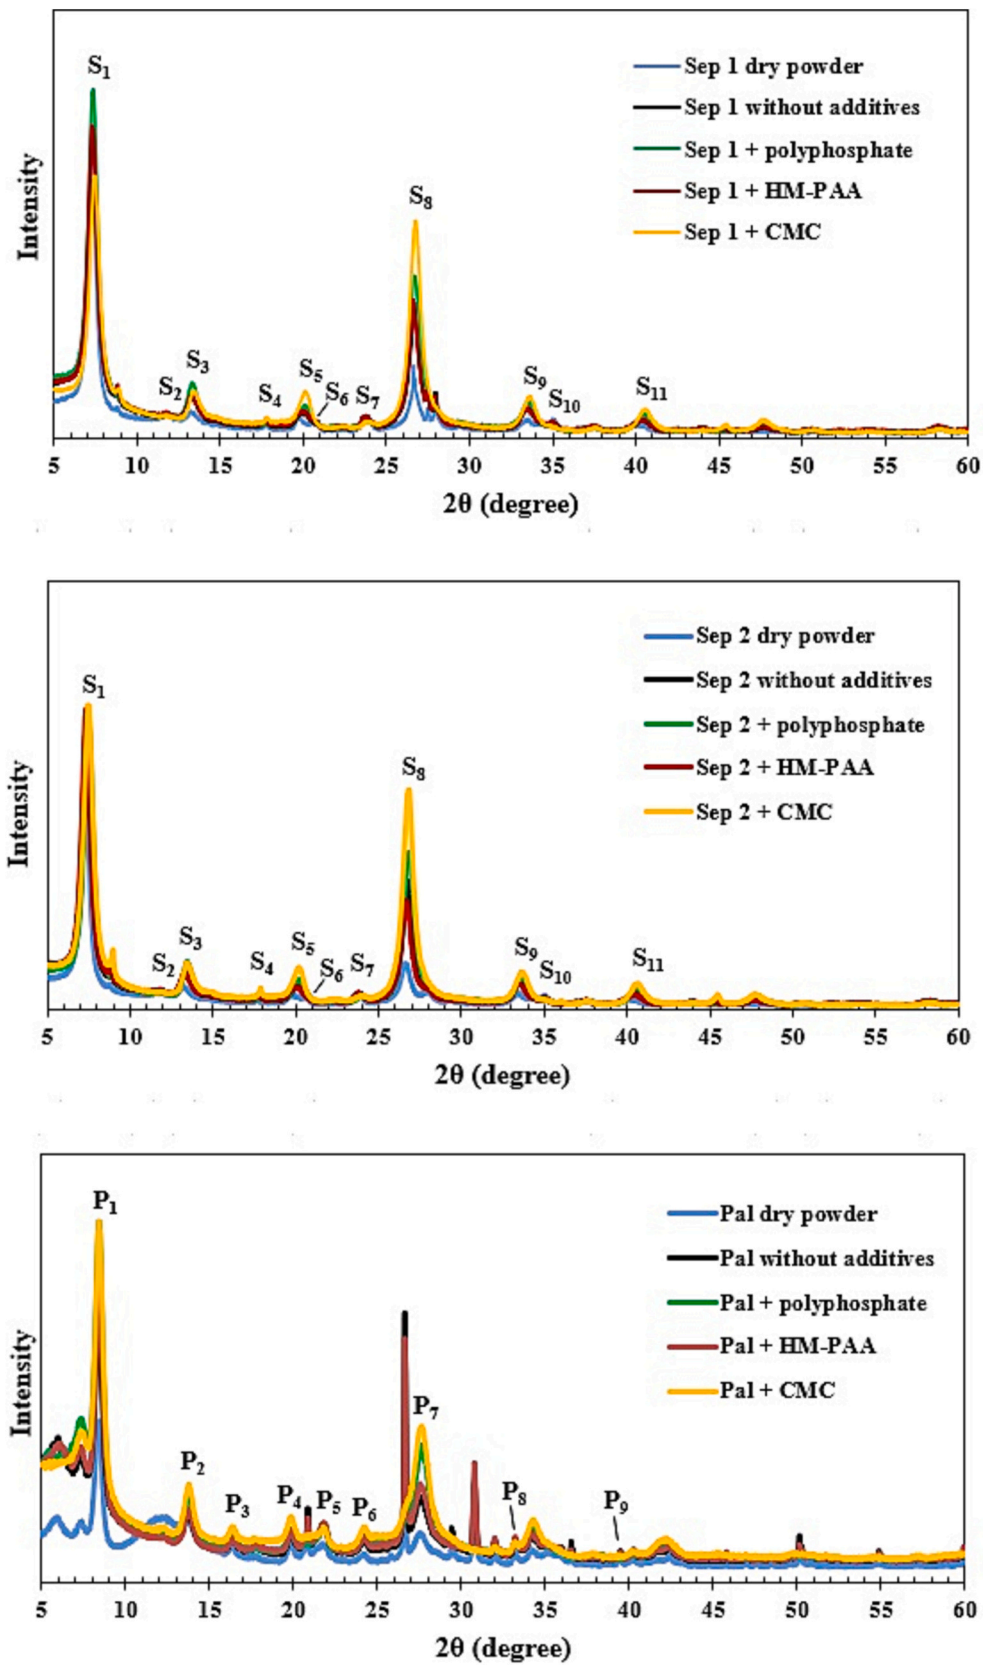 S1
Sep 1 dry powder
Sep 1 without additives
Sep 1 + polyphosphate
Sep 1 + HM-PAA
Sep 1 + CMC
Intensity
S8
S2 S3 S4 S5 S6 S7 S9 S10 S11
5 10 15 20 25 30 35 40 45 50 55 60
2θ (degree)
S1
Sep 2 dry powder
Sep 2 without additives
Sep 2 + polyphosphate
Sep 2 + HM-PAA
Sep 2 + CMC
Intensity
S8
S2 S3 S4 S5 S6 S7 S9 S10 S11
5 10 15 20 25 30 35 40 45 50 55 60
2θ (degree)
P1
Pal dry powder
Pal without additives
Pal + polyphosphate
Pal + HM-PAA
Pal + CMC
Intensity
P7
P2 P3 P4 P5 P6 P8 P9
5 10 15 20 25 30 35 40 45 50 55 60
2θ (degree)